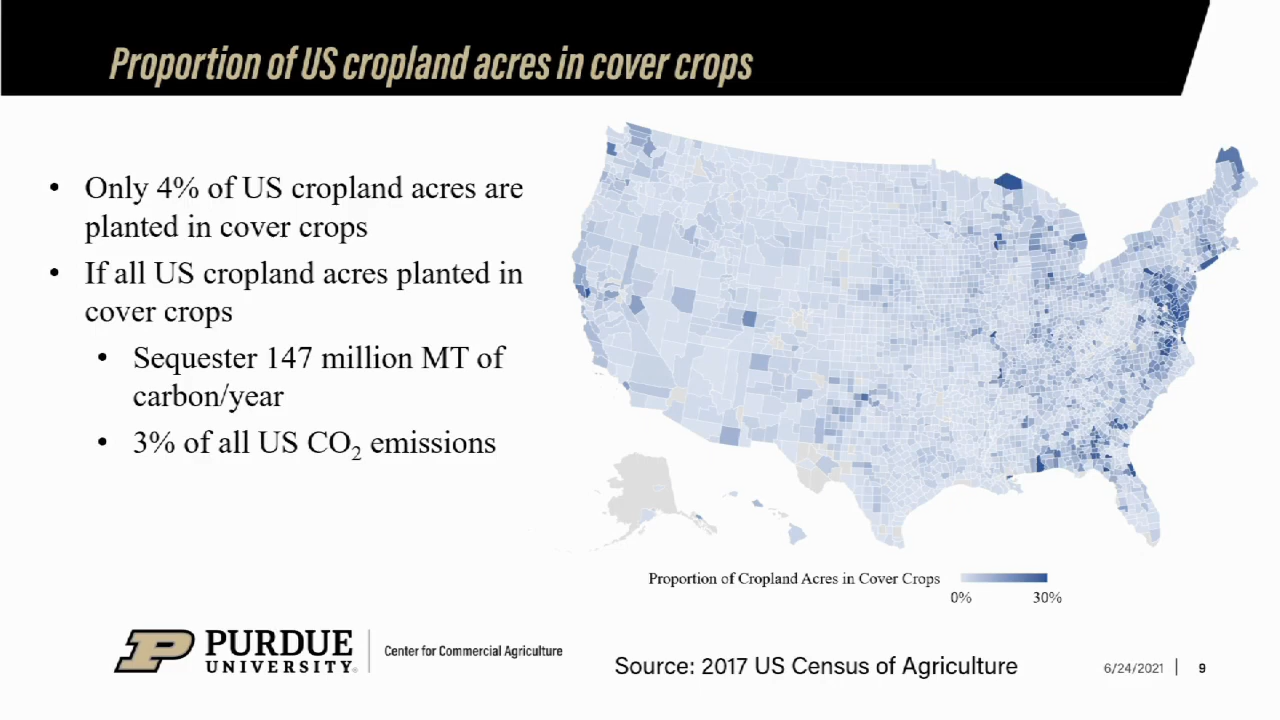 Proportion of US cropland acres in cover crops
• Only 4% of US cropland acres are
planted in cover crops
• If all US cropland acres planted in
cover crops
• Sequester 147 million MT of
carbon/year
• 3% of all US CO₂ emissions
Proportion of Cropland Acres in Cover Crops
0% 30%
P PURDUE
UNIVERSITY®
Center for Commercial Agriculture
Source: 2017 US Census of Agriculture
6/24/2021 | 9